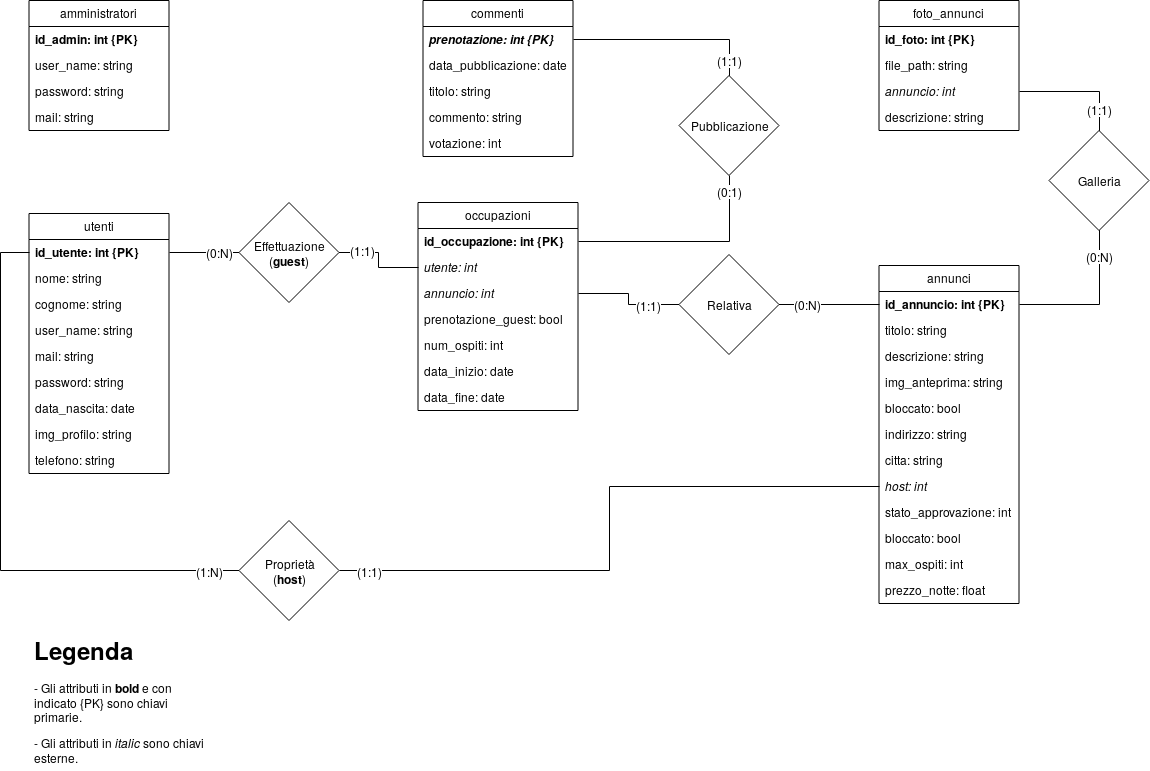 amministratori
id_admin: int {PK}
user_name: string
password: string
mail: string
commenti
prenotazione: int {PK}
data_pubblicazione: date
titolo: string
commento: string
votazione: int
(1:1)
Pubblicazione
(0:1)
foto_annunci
id_foto: int {PK}
file_path: string
annuncio: int
descrizione: string
(1:1)
Galleria
(0:N)
utenti
id_utente: int {PK}
nome: string
cognome: string
user_name: string
mail: string
password: string
data_nascita: date
img_profilo: string
telefono: string
(0:N)
Effettuazione
(guest)
(1:1)
occupazioni
id_occupazione: int {PK}
utente: int
annuncio: int
prenotazione_guest: bool
num_ospiti: int
data_inizio: date
data_fine: date
(1:1)
Relativa
(0:N)
annunci
id_annuncio: int {PK}
titolo: string
descrizione: string
img_anteprima: string
bloccato: bool
indirizzo: string
citta: string
host: int
stato_approvazione: int
bloccato: bool
max_ospiti: int
prezzo_notte: float
(1:N)
Proprietà
(host)
(1:1)
Legenda
- Gli attributi in bold e con
indicato {PK} sono chiavi
primarie.
- Gli attributi in italic sono chiavi
esterne.